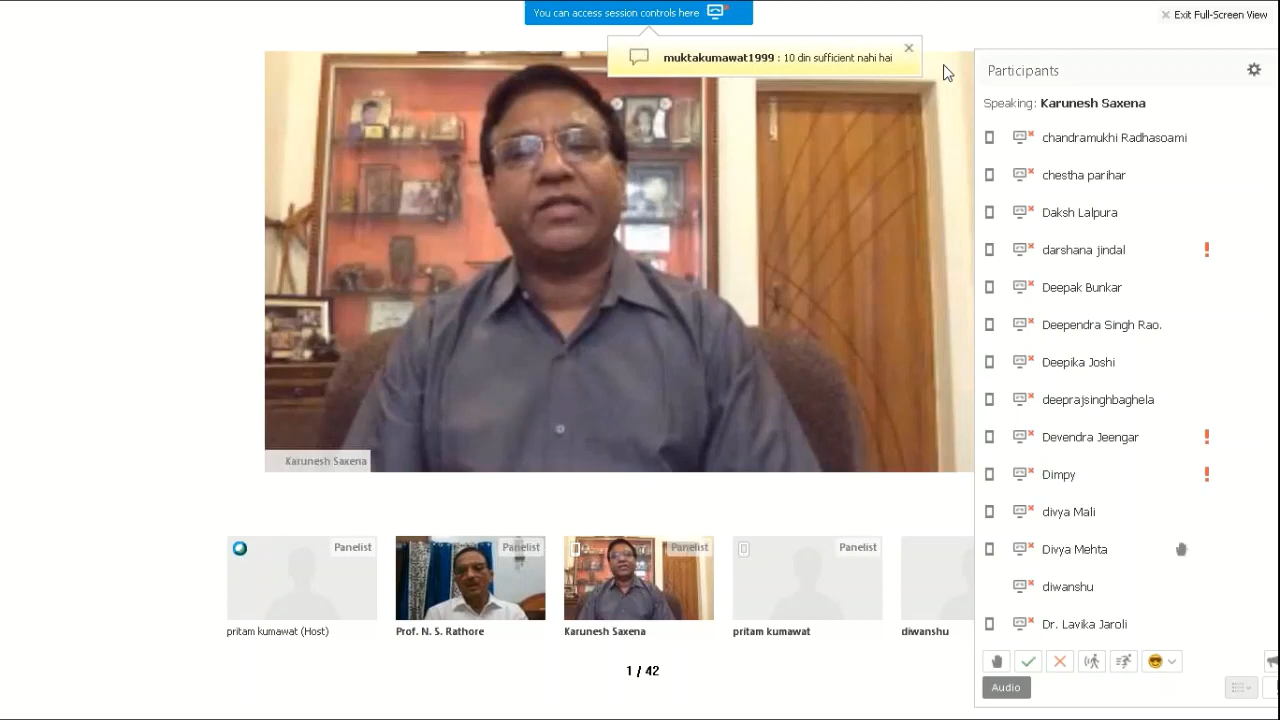 You can access session controls here
Exit Full-Screen View
muktakumawat1999 : 10 din sufficient nahi hai
Participants
Speaking: Karunesh Saxena
chandramukhi Radhasoami
chestha parihar
Daksh Lalpura
darshana jindal
Deepak Bunkar
Deependra Singh Rao.
Deepika Joshi
deeprajsinghbaghela
Devendra Jeengar
Dimpy
divya Mali
Divya Mehta
diwanshu
Dr. Lavika Jaroli
Audio
Karunesh Saxena
Panelist
pritam kumawat (Host)
Panelist
Prof. N. S. Rathore
Panelist
Karunesh Saxena
Panelist
pritam kumawat
diwanshu
1 / 42